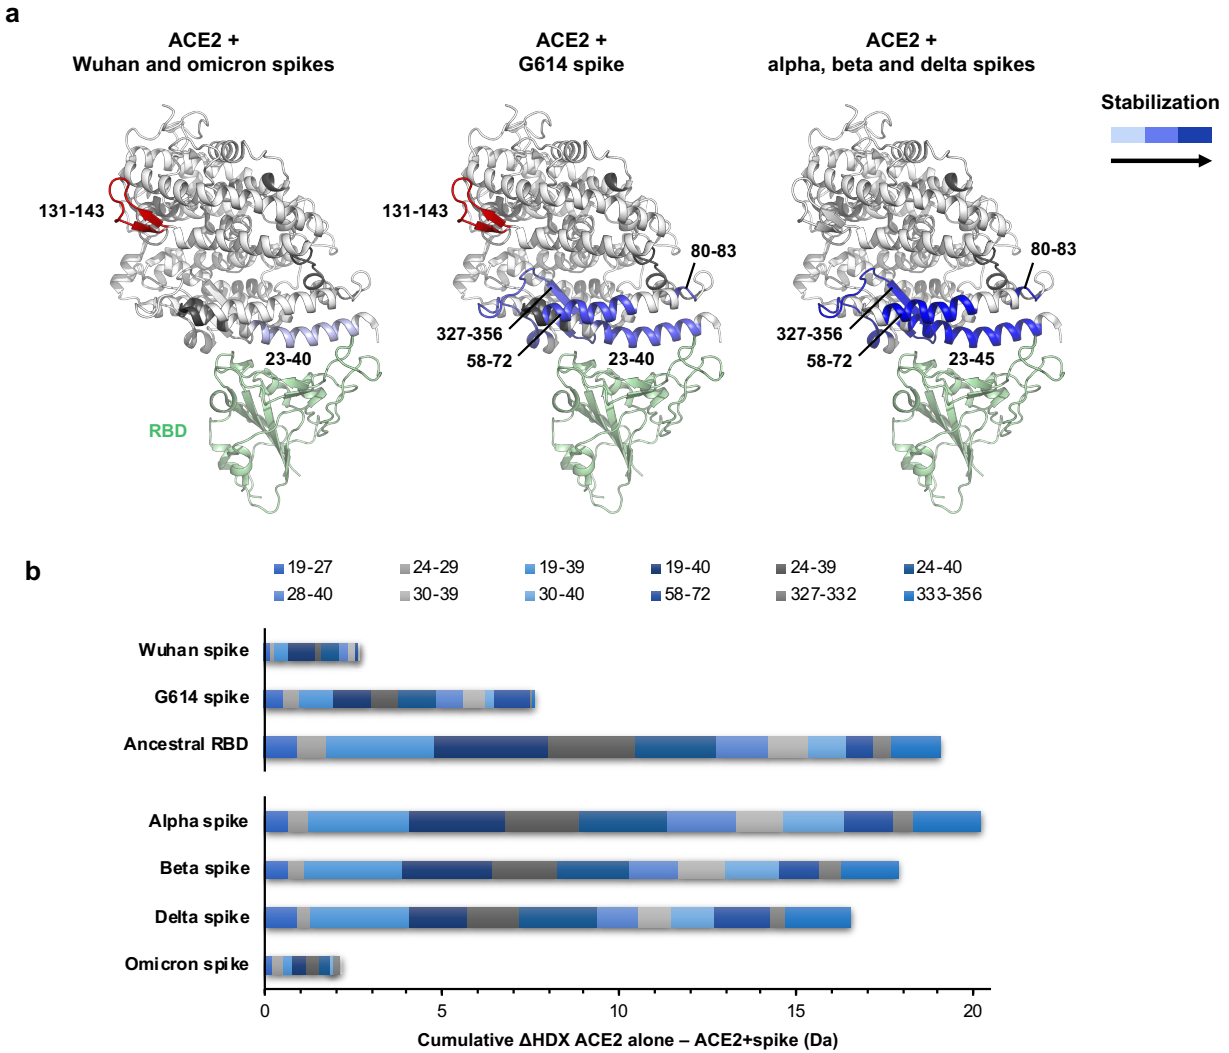 a
ACE2 +
Wuhan and omicron spikes
ACE2 +
G614 spike
ACE2 +
alpha, beta and delta spikes
Stabilization
131-143
23-40
RBD
131-143
80-83
327-356
58-72
23-40
80-83
327-356
58-72
23-45
b
19-27 24-29 19-39 19-40 24-39 24-40
28-40 30-39 30-40 58-72 327-332 333-356
Wuhan spike
G614 spike
Ancestral RBD
Alpha spike
Beta spike
Delta spike
Omicron spike
0 5 10 15 20
Cumulative ΔHDX ACE2 alone – ACE2+spike (Da)